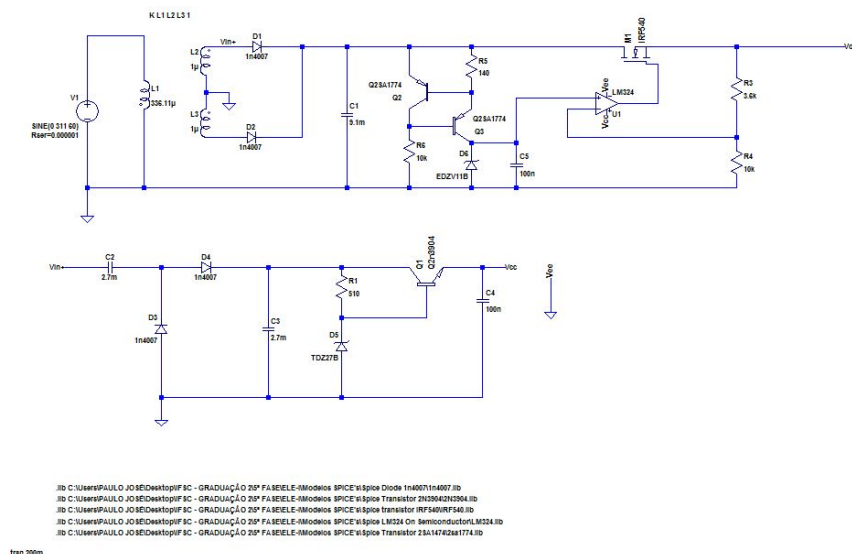 K L1 L2 L3 1
V1
SINE(0 311 60)
Rser=0.000001
L1
336.11µ
L2
1µ
L3
1µ
Vin+
D1
1n4007
D2
1n4007
C1
9.1m
Q2SA1774
Q2
R6
10k
R5
140
Q2SA1774
Q3
D6
EDZV11B
C5
100n
Vee
LM324
Vcc
U1
M1
IRF540
R3
3.6k
R4
10k
Vin+
C2
2.7m
D3
1n4007
D4
1n4007
C3
2.7m
R1
510
D5
TDZ27B
Q1
Q2n3904
Vcc
C4
100n
Vee
.lib C:\Users\PAULO JOSÉ\Desktop\IFSC - GRADUAÇÃO 2\5ª FASE\ELE-I\Modelos SPICE's\Spice Diode 1n4007\1n4007.lib
.lib C:\Users\PAULO JOSÉ\Desktop\IFSC - GRADUAÇÃO 2\5ª FASE\ELE-I\Modelos SPICE's\Spice Transistor 2N3904\2N3904.lib
.lib C:\Users\PAULO JOSÉ\Desktop\IFSC - GRADUAÇÃO 2\5ª FASE\ELE-I\Modelos SPICE's\Spice transistor IRF540\IRF540.lib
.lib C:\Users\PAULO JOSÉ\Desktop\IFSC - GRADUAÇÃO 2\5ª FASE\ELE-I\Modelos SPICE's\Spice LM324 On Semiconductor\LM324.lib
.lib C:\Users\PAULO JOSÉ\Desktop\IFSC - GRADUAÇÃO 2\5ª FASE\ELE-I\Modelos SPICE's\Spice Transistor 2SA1474\2sa1774.lib
.tran 200m